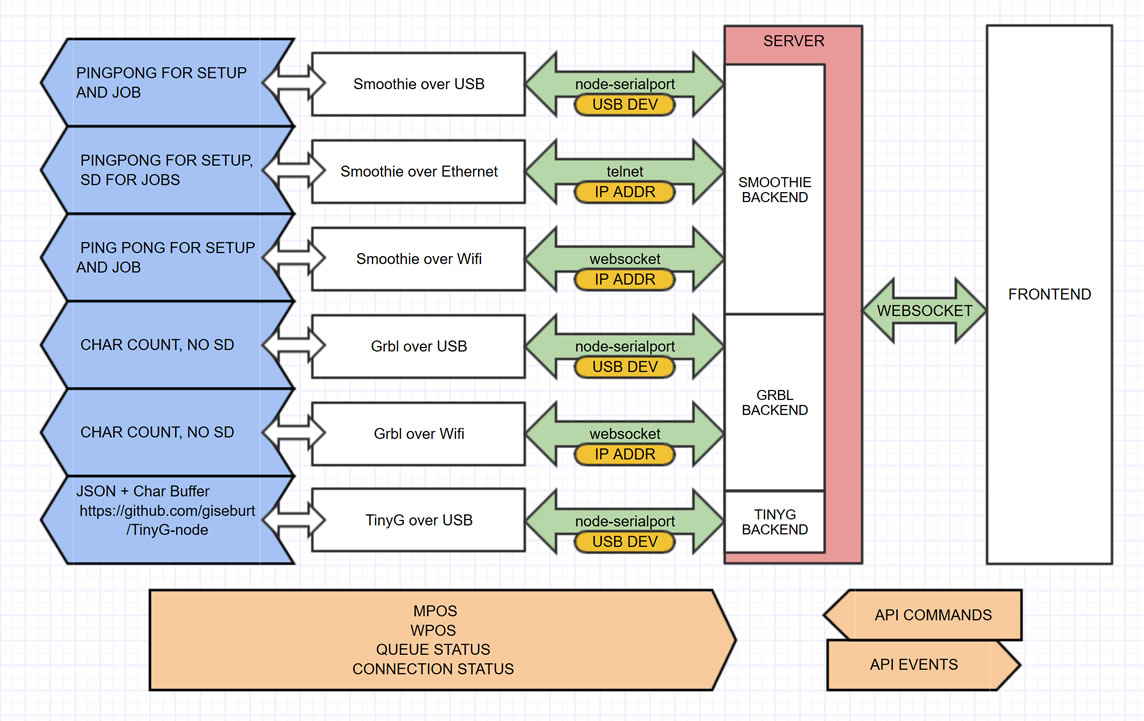 PINGPONG FOR SETUP
AND JOB
Smoothie over USB
node-serialport
USB DEV
PINGPONG FOR SETUP,
SD FOR JOBS
Smoothie over Ethernet
telnet
IP ADDR
PING PONG FOR SETUP
AND JOB
Smoothie over Wifi
websocket
IP ADDR
CHAR COUNT, NO SD
Grbl over USB
node-serialport
USB DEV
CHAR COUNT, NO SD
Grbl over Wifi
websocket
IP ADDR
JSON + Char Buffer
https://github.com/giseburt
/TinyG-node
TinyG over USB
node-serialport
USB DEV
SERVER
SMOOTHIE
BACKEND
GRBL
BACKEND
TINYG
BACKEND
WEBSOCKET
FRONTEND
MPOS
WPOS
QUEUE STATUS
CONNECTION STATUS
API COMMANDS
API EVENTS